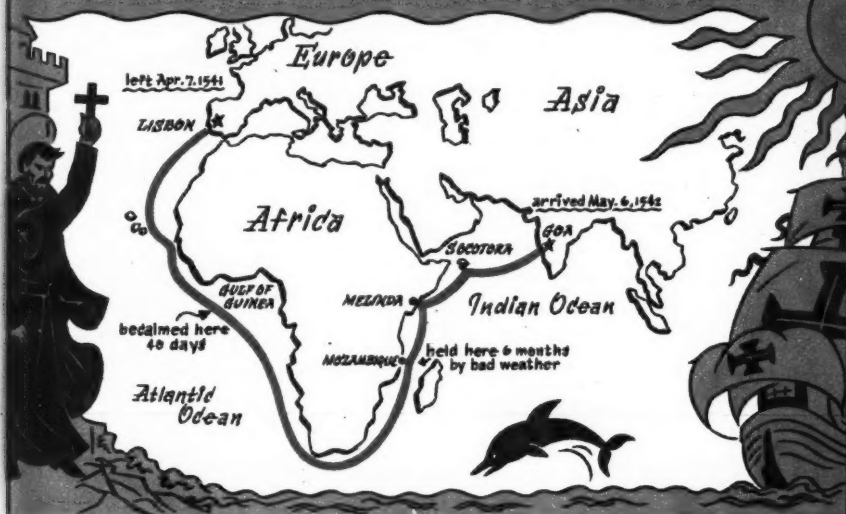 Europe
left Apr. 7. 1541
Asia
LISBON
arrived May. 6, 1542
Africa
GOA
SOCOTORA
GULF OF
GUINEA
MELINDA
Indian Ocean
becalmed here
40 days
MOZAMBIQUE
held here 6 months
by bad weather
Atlantic
Ocean